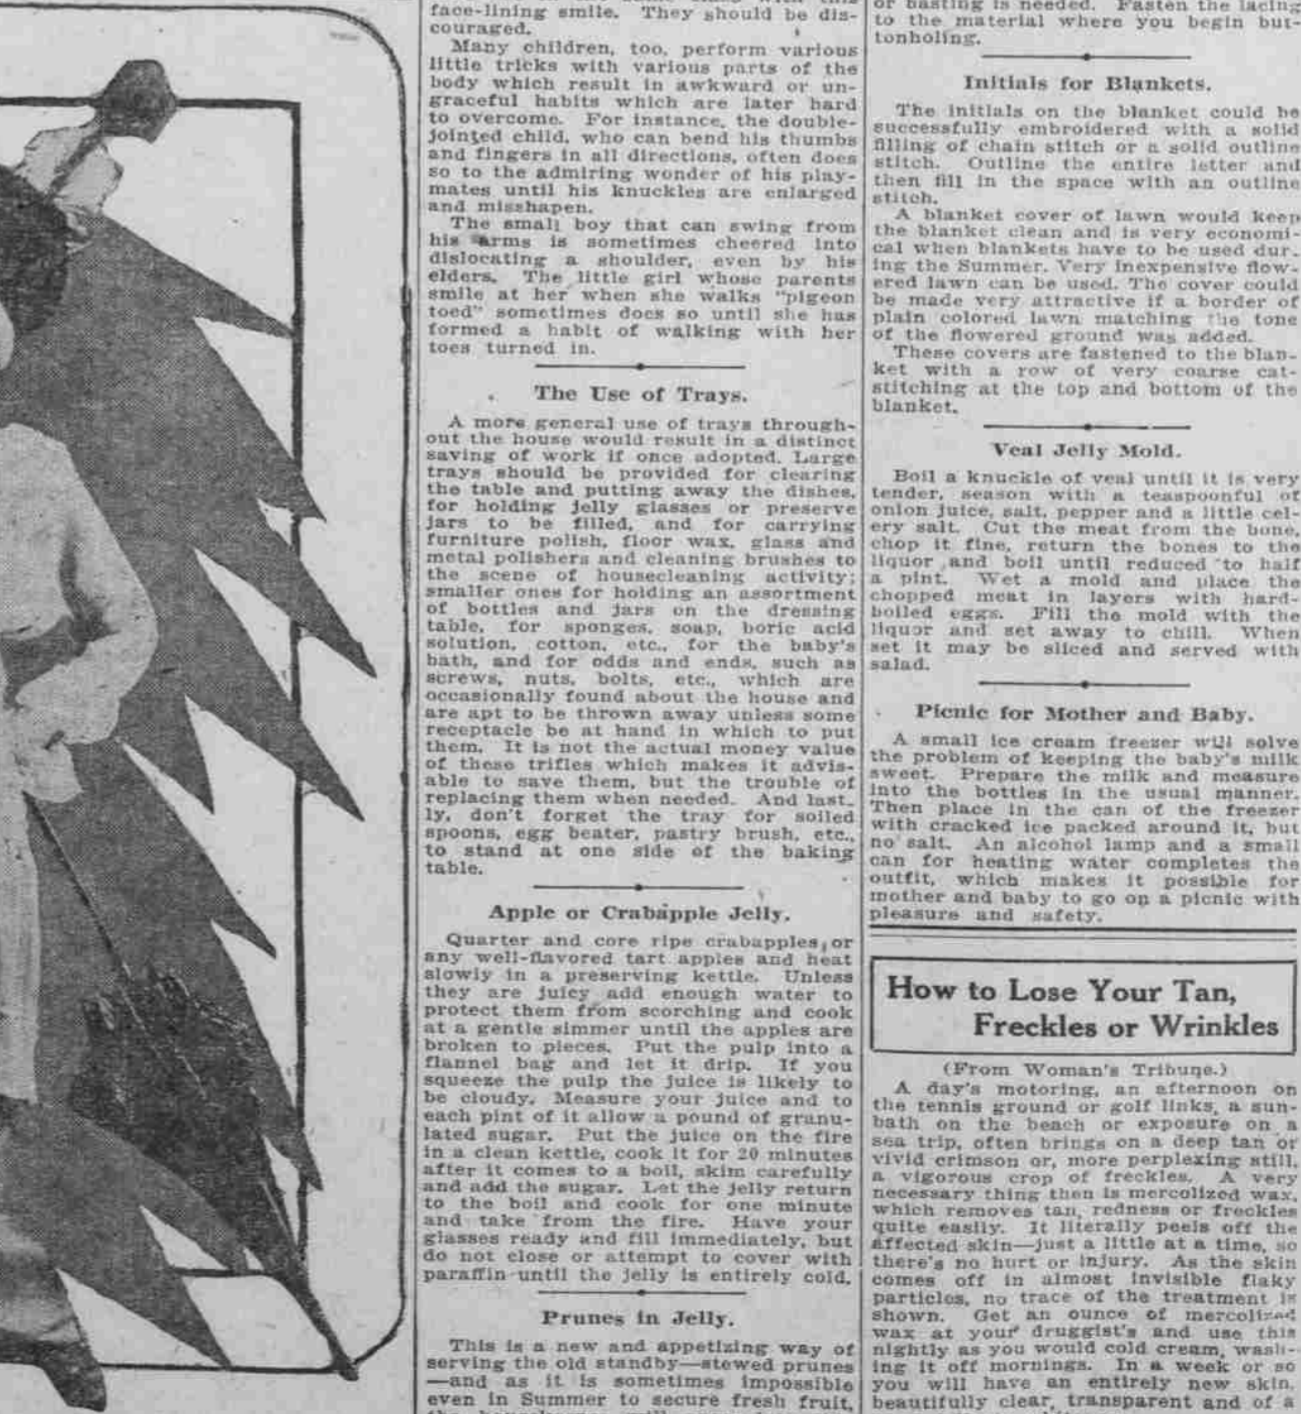 face-lining smile. They should be dis-
couraged.
Many children, too, perform various
little tricks with various parts of the
body which result in awkward or un-
graceful habits which are later hard
to overcome. For instance, the double-
jointed child, who can bend his thumbs
and fingers in all directions, often does
so to the admiring wonder of his play-
mates until his knuckles are enlarged
and misshapen.
The small boy that can swing from
his arms is sometimes cheered into
dislocating a shoulder, even by his
elders. The little girl whose parents
smile at her when she walks "pigeon
toed" sometimes does so until she has
formed a habit of walking with her
toes turned in.
The Use of Trays.
A more general use of trays through-
out the house would result in a distinct
saving of work if once adopted. Large
trays should be provided for clearing
the table and putting away the dishes,
for holding jelly glasses or preserve
jars to be filled, and for carrying
furniture polish, floor wax, glass and
metal polishers and cleaning brushes to
the scene of housecleaning activity;
smaller ones for holding an assortment
of bottles and jars on the dressing
table, for sponges, soap, boric acid
solution, cotton, etc., for the baby's
bath, and for odds and ends, such as
screws, nuts, bolts, etc., which are
occasionally found about the house and
are apt to be thrown away unless some
receptacle be at hand in which to put
them. It is not the actual money value
of these trifles which makes it advis-
able to save them, but the trouble of
replacing them when needed. And last-
ly, don't forget the tray for soiled
spoons, egg beater, pastry brush, etc.,
to stand at one side of the baking
table.
Apple or Crabapple Jelly.
Quarter and core ripe crabapples, or
any well-flavored tart apples and heat
slowly in a preserving kettle. Unless
they are juicy add enough water to
protect them from scorching and cook
at a gentle simmer until the apples are
broken to pieces. Put the pulp into a
flannel bag and let it drip. If you
squeeze the pulp the juice is likely to
be cloudy. Measure your juice and to
each pint of it allow a pound of granu-
lated sugar. Put the juice on the fire
in a clean kettle, cook it for 20 minutes
after it comes to a boil, skim carefully
and add the sugar. Let the jelly return
to the boil and cook for one minute
and take from the fire. Have your
glasses ready and fill immediately, but
do not close or attempt to cover with
paraffin until the jelly is entirely cold.
Prunes in Jelly.
This is a new and appetizing way of
serving the old standby—stewed prunes
—and as it is sometimes impossible
even in Summer to secure fresh fruit,
or basting is needed. Fasten the lacing
to the material where you begin but-
tonholing.
Initials for Blankets.
The initials on the blanket could be
successfully embroidered with a solid
filling of chain stitch or a solid outline
stitch. Outline the entire letter and
then fill in the space with an outline
stitch.
A blanket cover of lawn would keep
the blanket clean and is very economi-
cal when blankets have to be used dur-
ing the Summer. Very inexpensive flow-
ered lawn can be used. The cover could
be made very attractive if a border of
plain colored lawn matching the tone
of the flowered ground was added.
These covers are fastened to the blan-
ket with a row of very coarse cat-
stitching at the top and bottom of the
blanket.
Veal Jelly Mold.
Boil a knuckle of veal until it is very
tender, season with a teaspoonful of
onion juice, salt, pepper and a little cel-
ery salt. Cut the meat from the bone,
chop it fine, return the bones to the
liquor and boil until reduced to half
a pint. Wet a mold and place the
chopped meat in layers with hard-
boiled eggs. Fill the mold with the
liquor and set away to chill. When
set it may be sliced and served with
salad.
Picnic for Mother and Baby.
A small ice cream freezer will solve
the problem of keeping the baby's milk
sweet. Prepare the milk and measure
into the bottles in the usual manner.
Then place in the can of the freezer
with cracked ice packed around it, but
no salt. An alcohol lamp and a small
can for heating water completes the
outfit, which makes it possible for
mother and baby to go on a picnic with
pleasure and safety.
How to Lose Your Tan,
Freckles or Wrinkles
(From Woman's Tribune.)
A day's motoring, an afternoon on
the tennis ground or golf links, a sun-
bath on the beach or exposure on a
sea trip, often brings on a deep tan or
vivid crimson or, more perplexing still,
a vigorous crop of freckles. A very
necessary thing then is mercolized wax,
which removes tan, redness or freckles
quite easily. It literally peels off the
affected skin—just a little at a time, so
there's no hurt or injury. As the skin
comes off in almost invisible flaky
particles, no trace of the treatment is
shown. Get an ounce of mercolized
wax at your druggist's and use this
nightly as you would cold cream, wash-
ing it off mornings. In a week or so
you will have an entirely new skin,
beautifully clear, transparent and of a